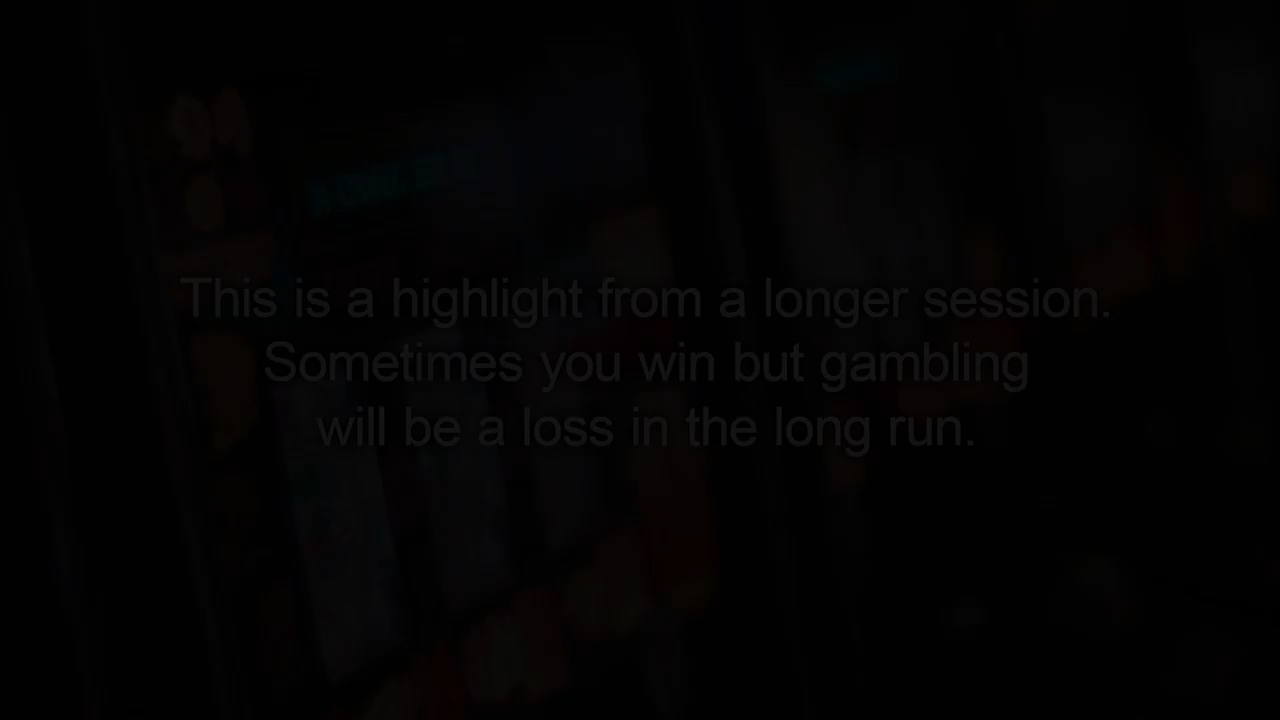 This is a highlight from a longer session.
Sometimes you win but gambling
will be a loss in the long run.